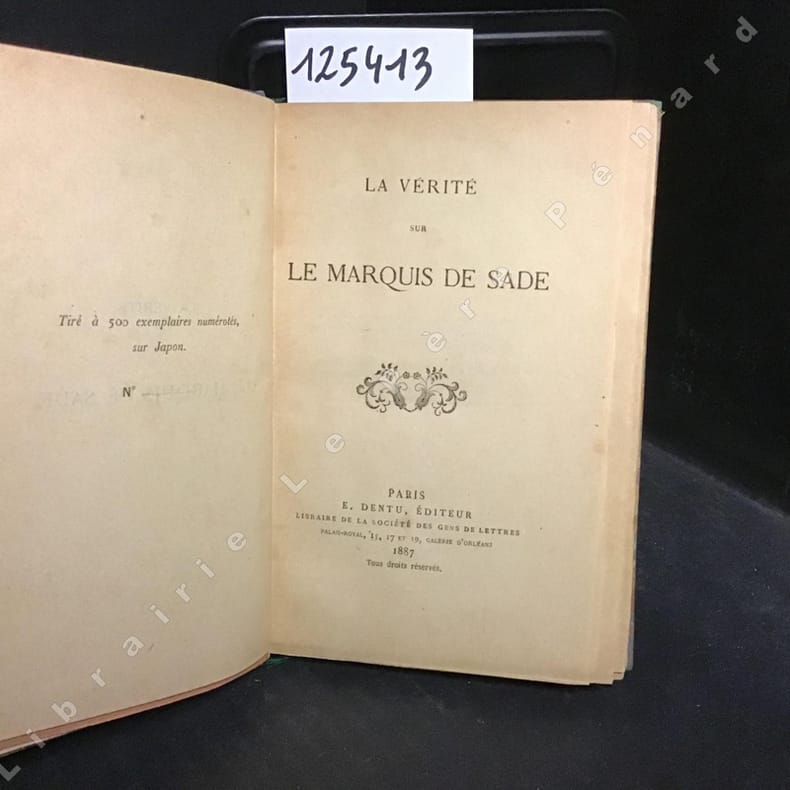 125413
Tiré à 500 exemplaires numérotés,
sur Japon.
N°
LA VÉRITÉ
SUR
LE MARQUIS DE SADE
PARIS
E. DENTU, ÉDITEUR
LIBRAIRE DE LA SOCIÉTÉ DES GENS DE LETTRES
PALAIS-ROYAL, 15, 17 ET 19, GALERIE D'ORLÉANS
1887
Tous droits réservés.
Librairie Le Père Pénard